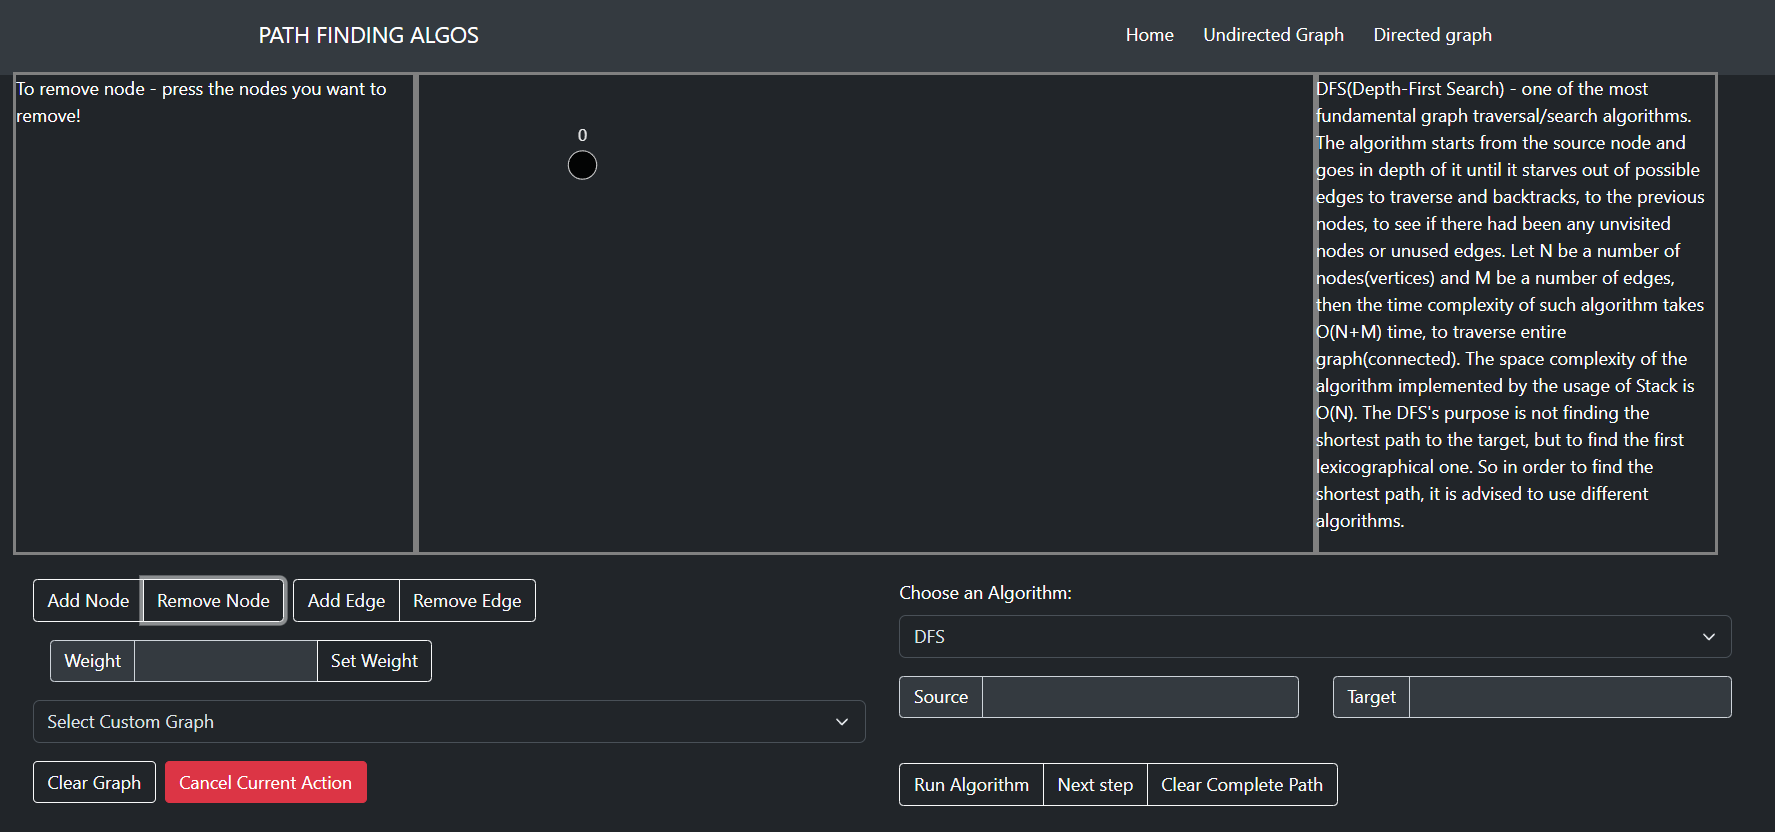 PATH FINDING ALGOS
Home
Undirected Graph
Directed graph
To remove node - press the nodes you want to
remove!
0
DFS(Depth-First Search) - one of the most
fundamental graph traversal/search algorithms.
The algorithm starts from the source node and
goes in depth of it until it starves out of possible
edges to traverse and backtracks, to the previous
nodes, to see if there had been any unvisited
nodes or unused edges. Let N be a number of
nodes(vertices) and M be a number of edges,
then the time complexity of such algorithm takes
O(N+M) time, to traverse entire
graph(connected). The space complexity of the
algorithm implemented by the usage of Stack is
O(N). The DFS's purpose is not finding the
shortest path to the target, but to find the first
lexicographical one. So in order to find the
shortest path, it is advised to use different
algorithms.
Add Node
Remove Node
Add Edge
Remove Edge
Weight
Set Weight
Select Custom Graph
Clear Graph
Cancel Current Action
Choose an Algorithm:
DFS
Source
Target
Run Algorithm
Next step
Clear Complete Path